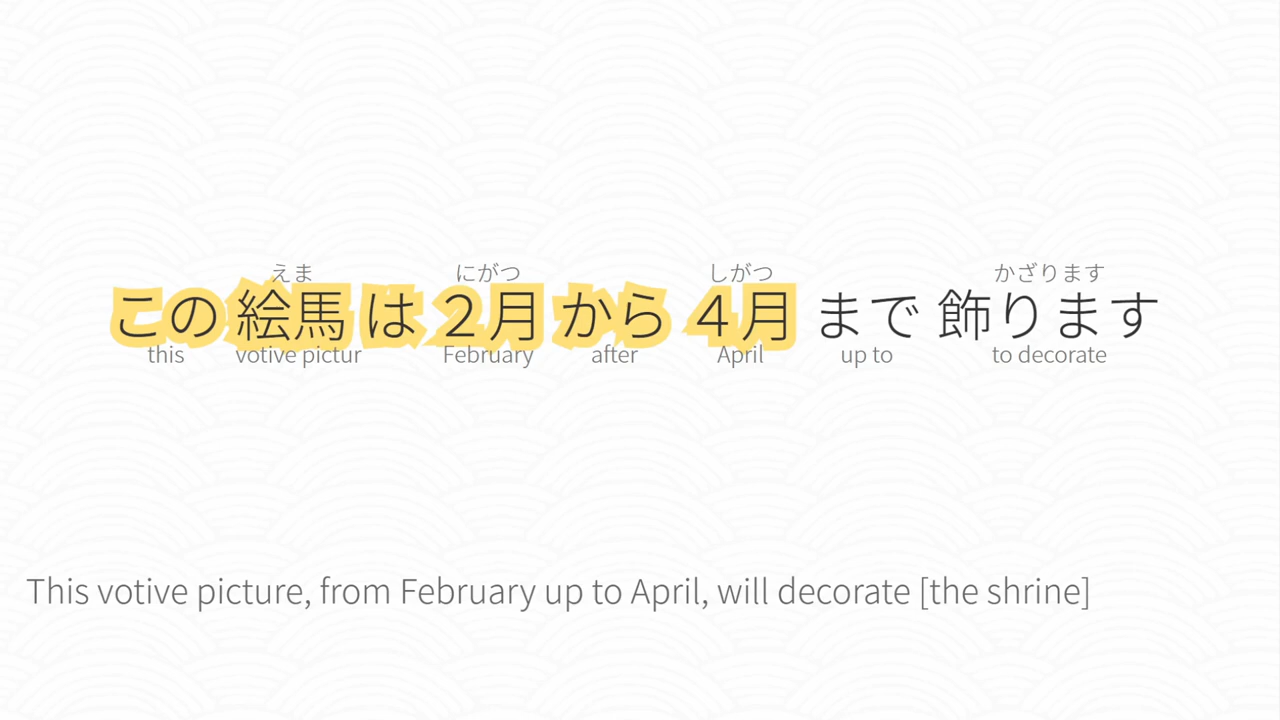 えま にがつ しがつ かざります
この 絵馬 は 2月 から 4月 まで 飾ります
this votive pictur February after April up to to decorate
This votive picture, from February up to April, will decorate [the shrine]